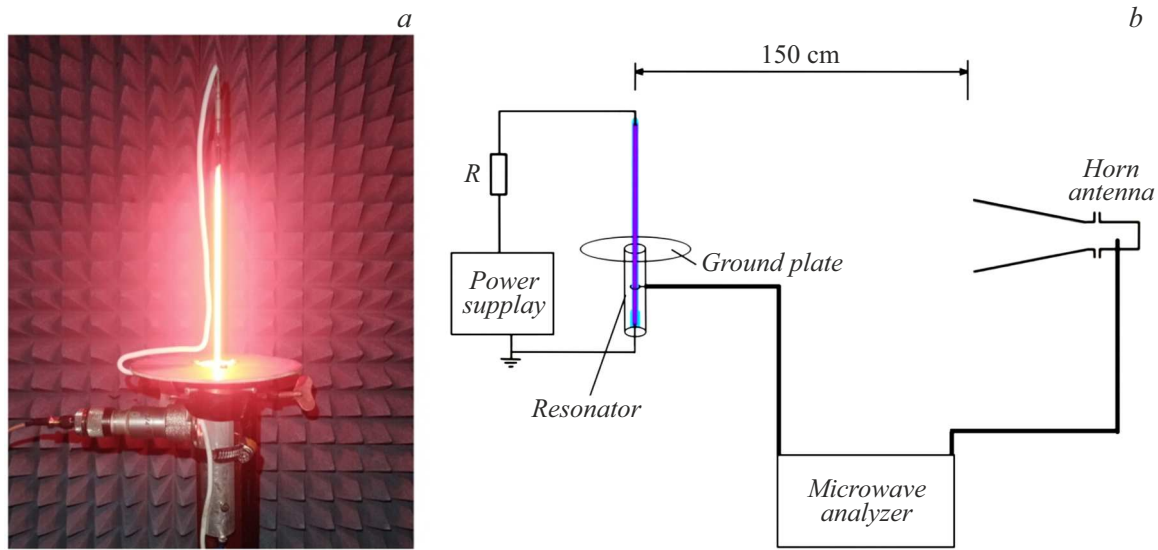 a
b
150 cm
R
Horn
antenna
Ground plate
Power
supplay
Resonator
Microwave
analyzer